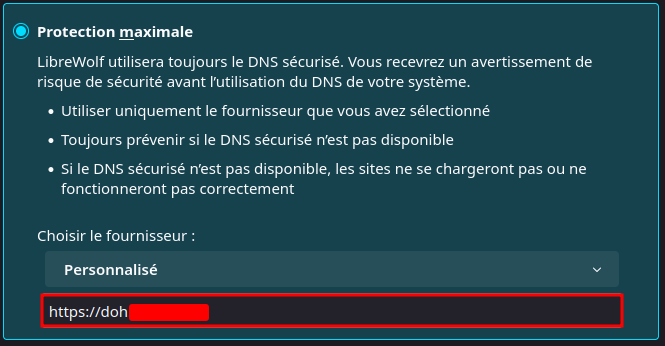 Protection maximale
LibreWolf utilisera toujours le DNS sécurisé. Vous recevrez un avertissement de
risque de sécurité avant l’utilisation du DNS de votre système.
• Utiliser uniquement le fournisseur que vous avez sélectionné
• Toujours prévenir si le DNS sécurisé n’est pas disponible
• Si le DNS sécurisé n’est pas disponible, les sites ne se chargeront pas ou ne
fonctionneront pas correctement
Choisir le fournisseur :
Personnalisé
https://doh